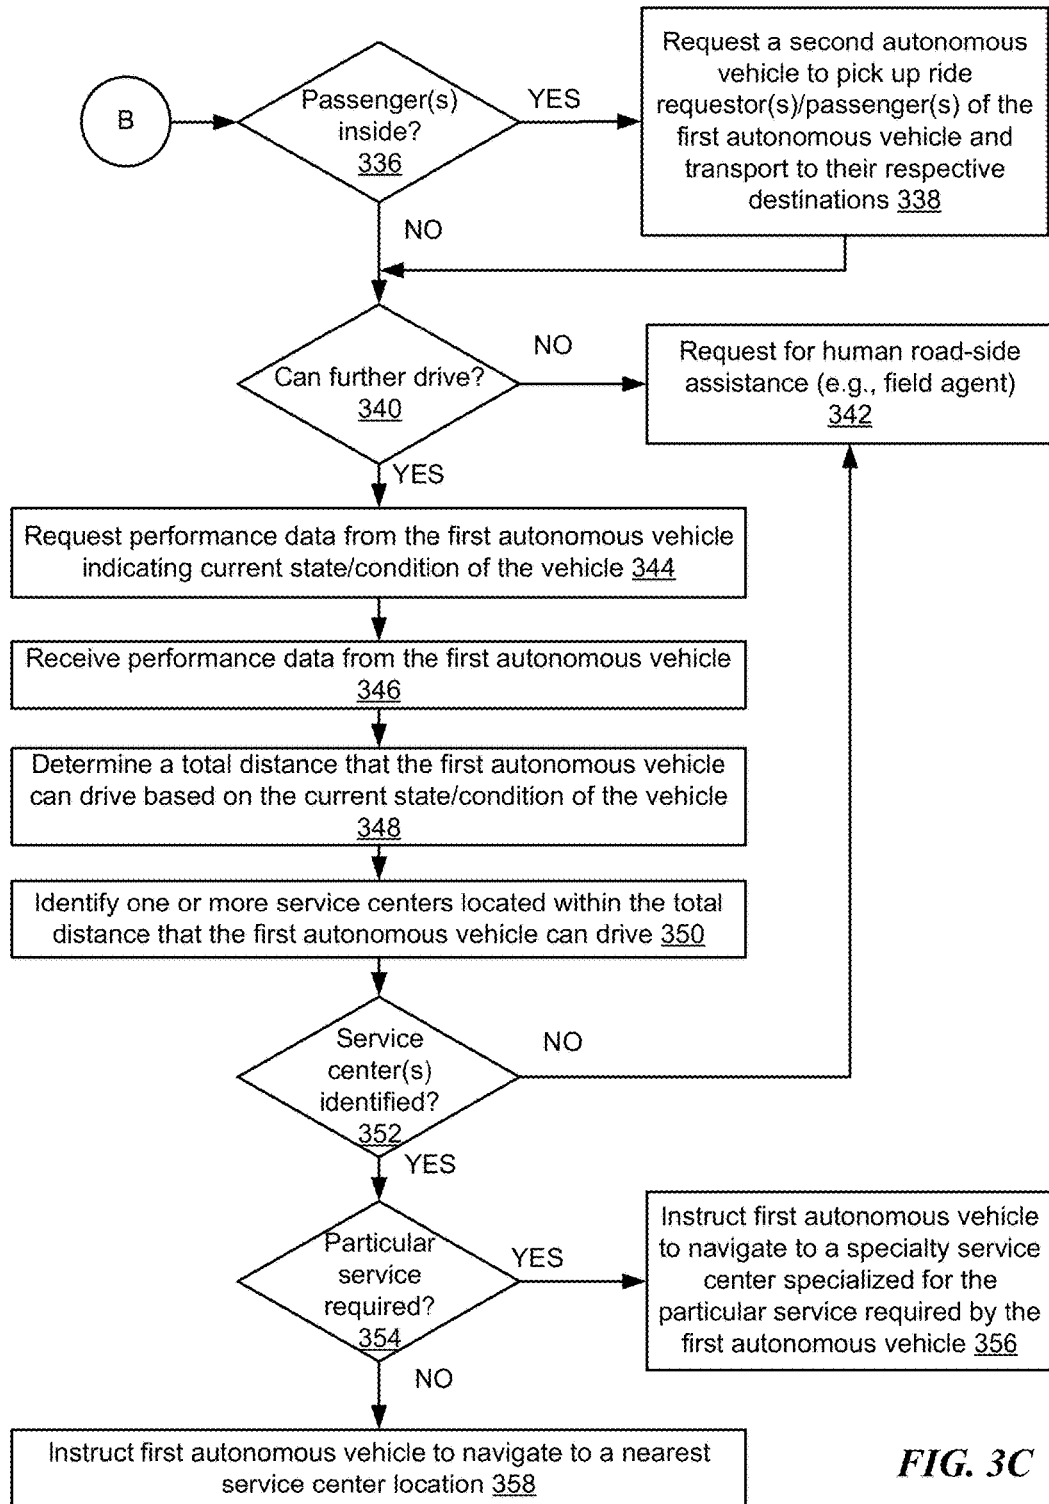 B
Passenger(s)
inside?
336
YES
Request a second autonomous
vehicle to pick up ride
requestor(s)/passenger(s) of the
first autonomous vehicle and
transport to their respective
destinations 338
NO
Can further drive?
340
NO
Request for human road-side
assistance (e.g., field agent)
342
YES
Request performance data from the first autonomous vehicle
indicating current state/condition of the vehicle 344
Receive performance data from the first autonomous vehicle
346
Determine a total distance that the first autonomous vehicle
can drive based on the current state/condition of the vehicle
348
Identify one or more service centers located within the total
distance that the first autonomous vehicle can drive 350
Service
center(s)
identified?
352
NO
YES
Particular
service
required?
354
YES
Instruct first autonomous vehicle
to navigate to a specialty service
center specialized for the
particular service required by the
first autonomous vehicle 356
NO
Instruct first autonomous vehicle to navigate to a nearest
service center location 358
FIG. 3C